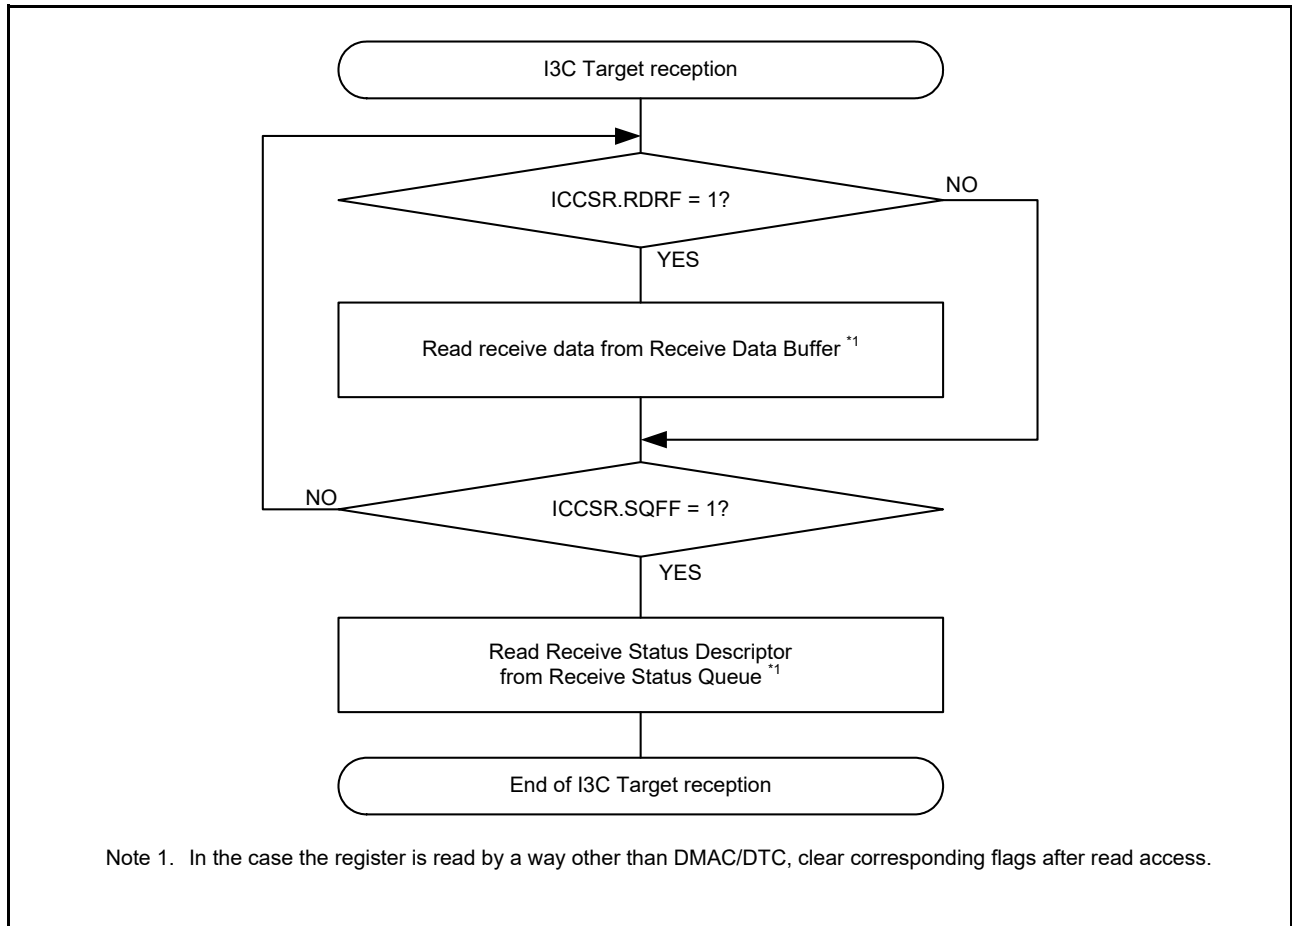 I3C Target reception
ICCSR.RDRF = 1?
NO
YES
Read receive data from Receive Data Buffer *1
ICCSR.SQFF = 1?
NO
YES
Read Receive Status Descriptor
from Receive Status Queue *1
End of I3C Target reception
Note 1. In the case the register is read by a way other than DMAC/DTC, clear corresponding flags after read access.